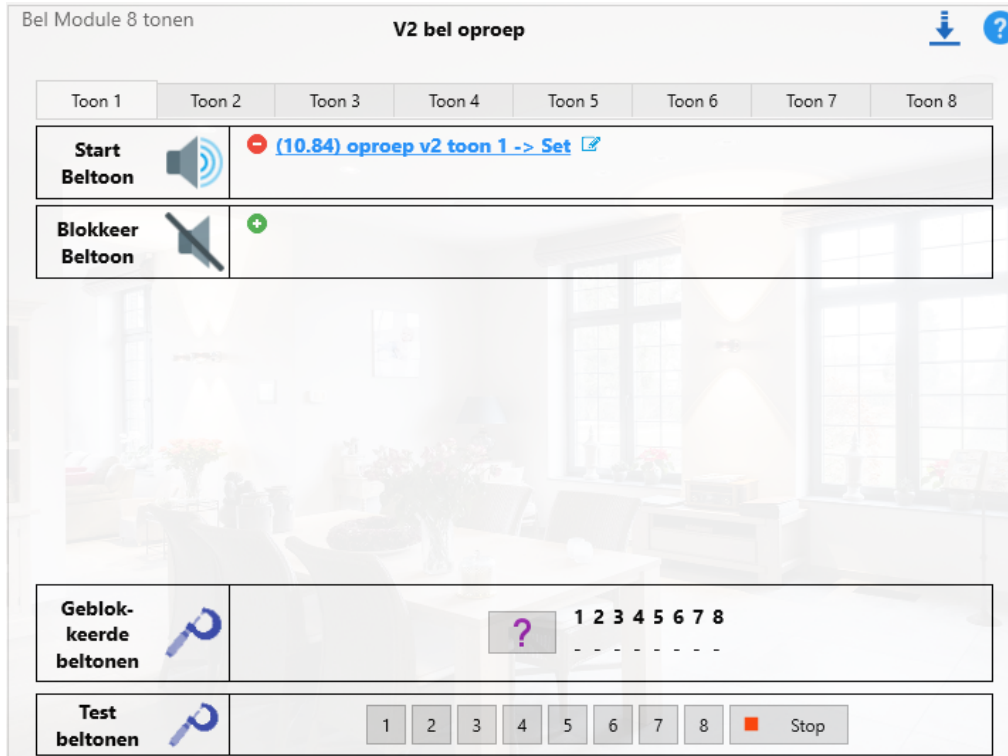 Bel Module 8 tonen
V2 bel oproep
?
Toon 1 Toon 2 Toon 3 Toon 4 Toon 5 Toon 6 Toon 7 Toon 8
Start
Beltoon
(10.84) oproep v2 toon 1 -> Set
Blokkeer
Beltoon
Geblok-
keerde
beltonen
?
1 2 3 4 5 6 7 8
- - - - - - - -
Test
beltonen
1 2 3 4 5 6 7 8 Stop